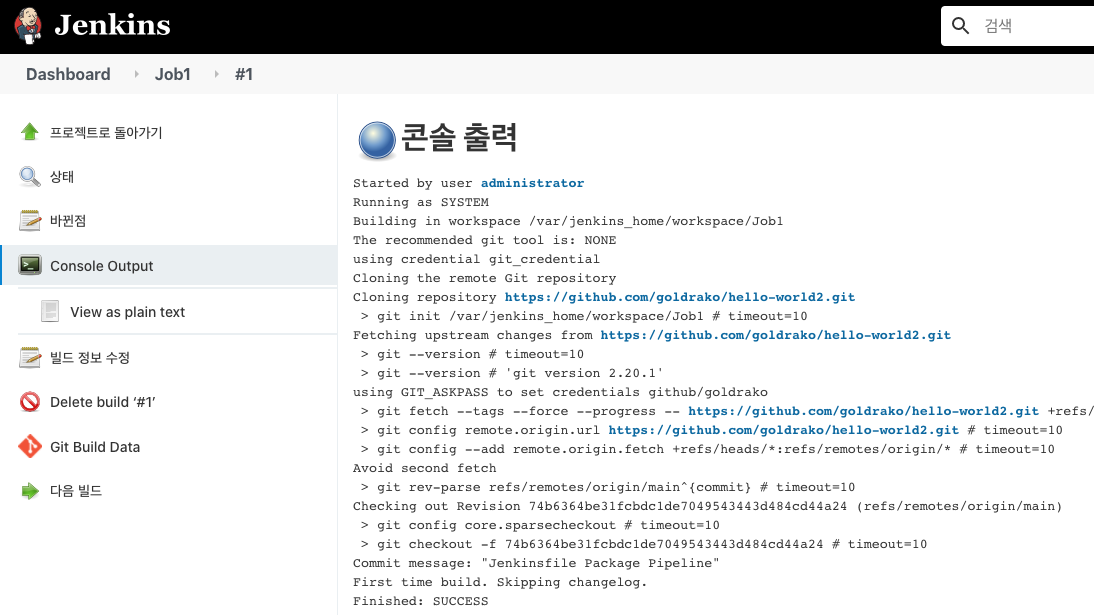 Jenkins
검색
Dashboard Job1 #1
프로젝트로 돌아가기
상태
바뀐점
Console Output
View as plain text
빌드 정보 수정
Delete build ‘#1’
Git Build Data
다음 빌드
콘솔 출력
Started by user administrator
Running as SYSTEM
Building in workspace /var/jenkins_home/workspace/Job1
The recommended git tool is: NONE
using credential git_credential
Cloning the remote Git repository
Cloning repository https://github.com/goldrako/hello-world2.git
> git init /var/jenkins_home/workspace/Job1 # timeout=10
Fetching upstream changes from https://github.com/goldrako/hello-world2.git
> git --version # timeout=10
> git --version # 'git version 2.20.1'
using GIT_ASKPASS to set credentials github/goldrako
> git fetch --tags --force --progress -- https://github.com/goldrako/hello-world2.git +refs/
> git config remote.origin.url https://github.com/goldrako/hello-world2.git # timeout=10
> git config --add remote.origin.fetch +refs/heads/*:refs/remotes/origin/* # timeout=10
Avoid second fetch
> git rev-parse refs/remotes/origin/main^{commit} # timeout=10
Checking out Revision 74b6364be31fcbdc1de7049543443d484cd44a24 (refs/remotes/origin/main)
> git config core.sparsecheckout # timeout=10
> git checkout -f 74b6364be31fcbdc1de7049543443d484cd44a24 # timeout=10
Commit message: "Jenkinsfile Package Pipeline"
First time build. Skipping changelog.
Finished: SUCCESS